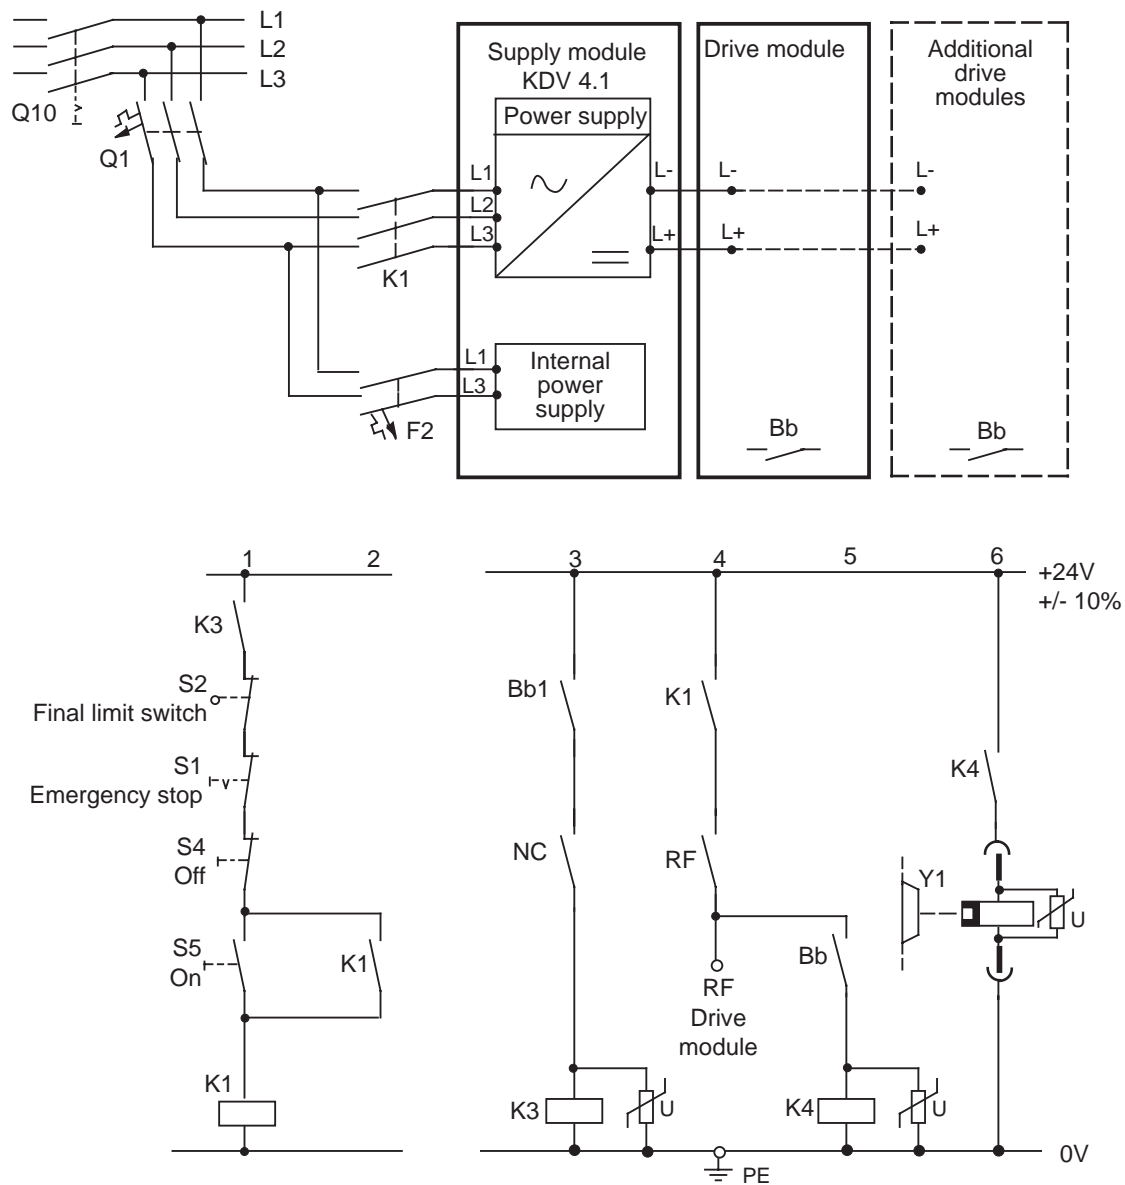 L1
L2
L3
Q10
Q1
Supply module
KDV 4.1
Power supply
L1
L2
L3
L-
L+
K1
Drive module
L-
L+
Additional
drive
modules
L-
L+
L1
L3
Internal
power
supply
F2
Bb
Bb
1
2
3
4
5
6
+24V
+/- 10%
K3
S2
Final limit switch
S1
Emergency stop
S4
Off
S5
On
K1
K1
Bb1
NC
K3
U
K1
RF
RF
Drive
module
Bb
K4
U
K4
Y1
U
0V
PE